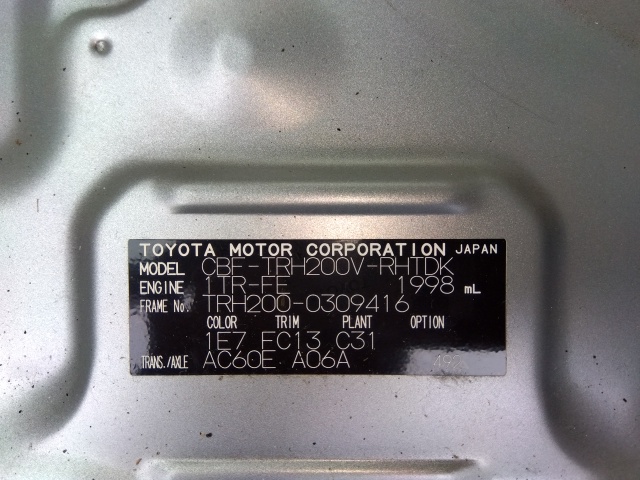 TOYOTA MOTOR CORPORATION JAPAN
MODEL CBF-TRH200V-RHTDK
ENGINE 1TR-FE 1998 mL
FRAME No. TRH200-0309416
COLOR TRIM PLANT OPTION
1E7 FC13 C31
TRANS./AXLE AC60E A06A